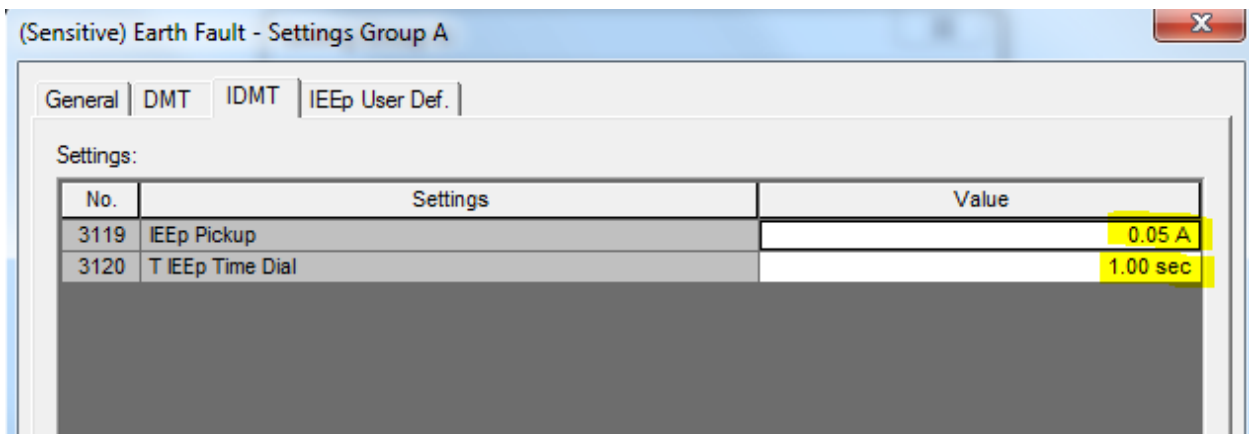 (Sensitive) Earth Fault - Settings Group A
General DMT IDMT IEEp User Def.
Settings:
No. Settings Value
3119 IEEp Pickup 0.05 A
3120 T IEEp Time Dial 1.00 sec